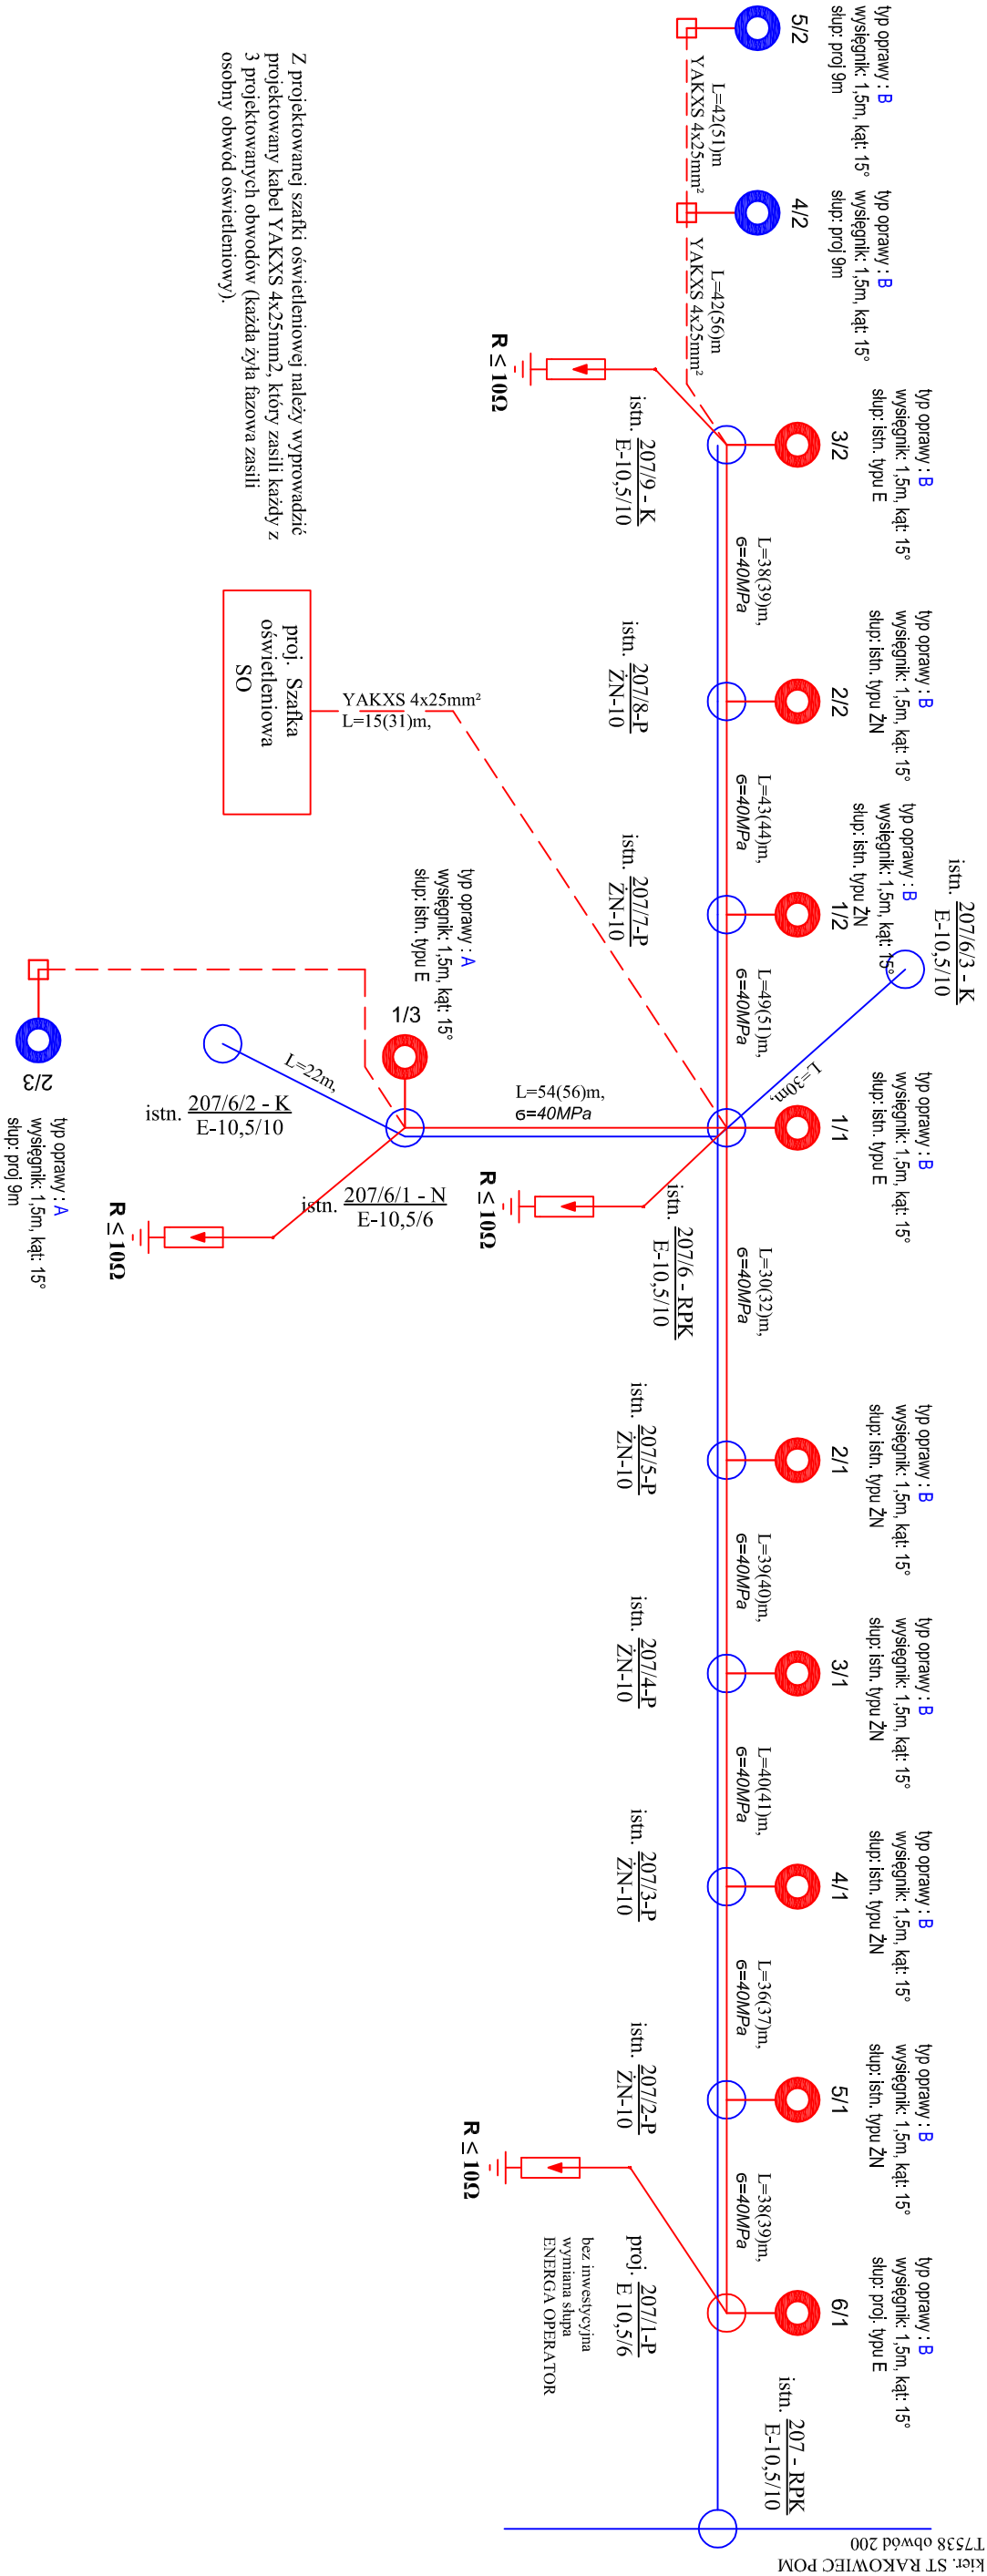 typ oprawy : B
wysięgnik: 1,5m, kąt: 15°
słup: proj 9m
5/2
L=42(51)m
YAKXS 4x25mm²
typ oprawy : B
wysięgnik: 1,5m, kąt: 15°
słup: proj 9m
4/2
L=42(56)m
YAKXS 4x25mm²
R ≤ 10Ω
typ oprawy : B
wysięgnik: 1,5m, kąt: 15°
słup: istn. typu E
3/2
istn. 207/9 - K
E-10,5/10
L=38(39)m,
σ=40MPa
typ oprawy : B
wysięgnik: 1,5m, kąt: 15°
słup: istn. typu ŻN
2/2
istn. 207/8-P
ŻN-10
L=43(44)m,
σ=40MPa
typ oprawy : B
wysięgnik: 1,5m, kąt: 15°
słup: istn. typu ŻN
1/2
istn. 207/7-P
ŻN-10
L=49(51)m,
σ=40MPa
istn. 207/6/3 - K
E-10,5/10
L=30m,
typ oprawy : B
wysięgnik: 1,5m, kąt: 15°
słup: istn. typu E
1/1
istn. 207/6 - RPK
E-10,5/10
R ≤ 10Ω
L=30(32)m,
σ=40MPa
typ oprawy : B
wysięgnik: 1,5m, kąt: 15°
słup: istn. typu ŻN
2/1
istn. 207/5-P
ŻN-10
L=39(40)m,
σ=40MPa
typ oprawy : B
wysięgnik: 1,5m, kąt: 15°
słup: istn. typu ŻN
3/1
istn. 207/4-P
ŻN-10
L=40(41)m,
σ=40MPa
typ oprawy : B
wysięgnik: 1,5m, kąt: 15°
słup: istn. typu ŻN
4/1
istn. 207/3-P
ŻN-10
L=36(37)m,
σ=40MPa
typ oprawy : B
wysięgnik: 1,5m, kąt: 15°
słup: istn. typu ŻN
5/1
istn. 207/2-P
ŻN-10
L=38(39)m,
σ=40MPa
typ oprawy : B
wysięgnik: 1,5m, kąt: 15°
słup: proj. typu E
6/1
proj. 207/1-P
E 10,5/6
bez inwestycyjna
wymiana słupa
ENERGA OPERATOR
R ≤ 10Ω
istn. 207 - RPK
E-10,5/10
kier. ST RAKOWIEC POM
T7538 obwód 200
Z projektowanej szafki oświetleniowej należy wyprowadzić
projektowany kabel YAKXS 4x25mm2, który zasili każdy z
3 projektowanych obwodów (każda żyła fazowa zasili
osobny obwód oświetleniowy).
proj. Szafka
oświetleniowa
SO
YAKXS 4x25mm²
L=15(31)m,
typ oprawy : A
wysięgnik: 1,5m, kąt: 15°
słup: istn. typu E
1/3
L=54(56)m,
σ=40MPa
L=22m,
istn. 207/6/2 - K
E-10,5/10
istn. 207/6/1 - N
E-10,5/6
R ≤ 10Ω
2/3
typ oprawy : A
wysięgnik: 1,5m, kąt: 15°
słup: proj 9m